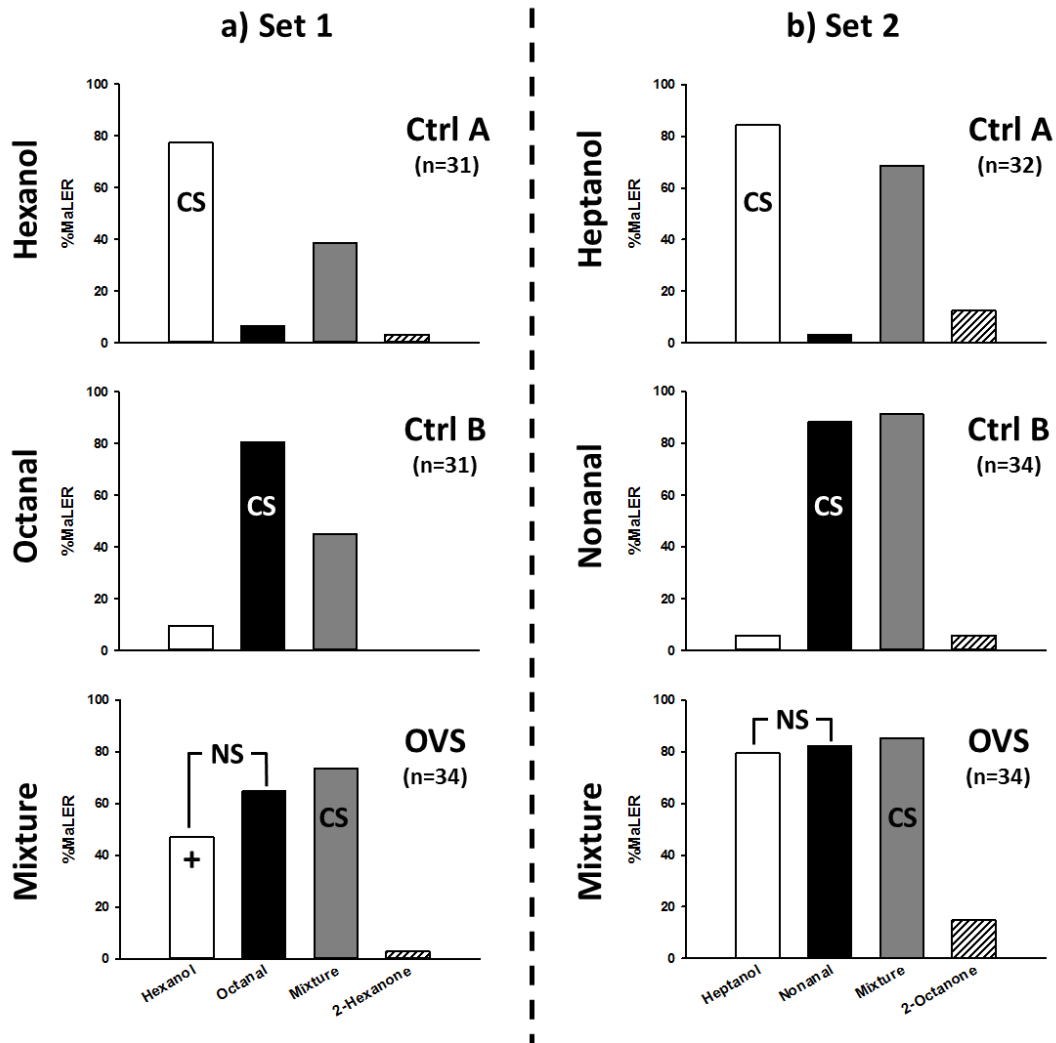 a) Set 1
b) Set 2
Hexanol
%MaLER
100
80
60
40
20
0
CS
Ctrl A
(n=31)
Heptanol
%MaLER
100
80
60
40
20
0
CS
Ctrl A
(n=32)
Octanal
%MaLER
100
80
60
40
20
0
CS
Ctrl B
(n=31)
Nonanal
%MaLER
100
80
60
40
20
0
CS
Ctrl B
(n=34)
Mixture
%MaLER
100
80
60
40
20
0
NS
+
CS
OVS
(n=34)
Hexanol
Octanal
Mixture
2-Hexanone
Mixture
%MaLER
100
80
60
40
20
0
NS
CS
OVS
(n=34)
Heptanol
Nonanal
Mixture
2-Octanone